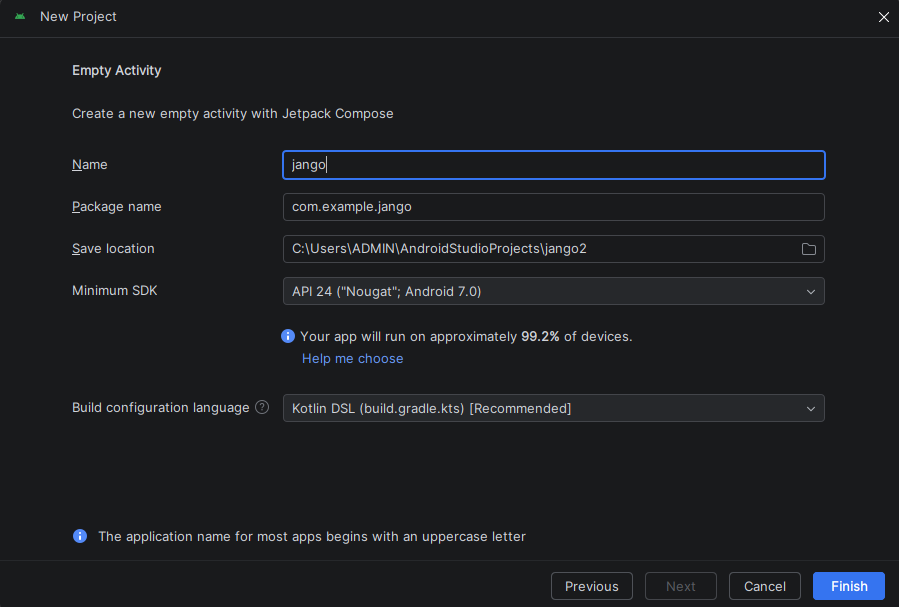 New Project
Empty Activity
Create a new empty activity with Jetpack Compose
Name jango
Package name com.example.jango
Save location C:\Users\ADMIN\AndroidStudioProjects\jango2
Minimum SDK API 24 ("Nougat"; Android 7.0)
Your app will run on approximately 99.2% of devices.
Help me choose
Build configuration language ? Kotlin DSL (build.gradle.kts) [Recommended]
The application name for most apps begins with an uppercase letter
Previous Next Cancel Finish